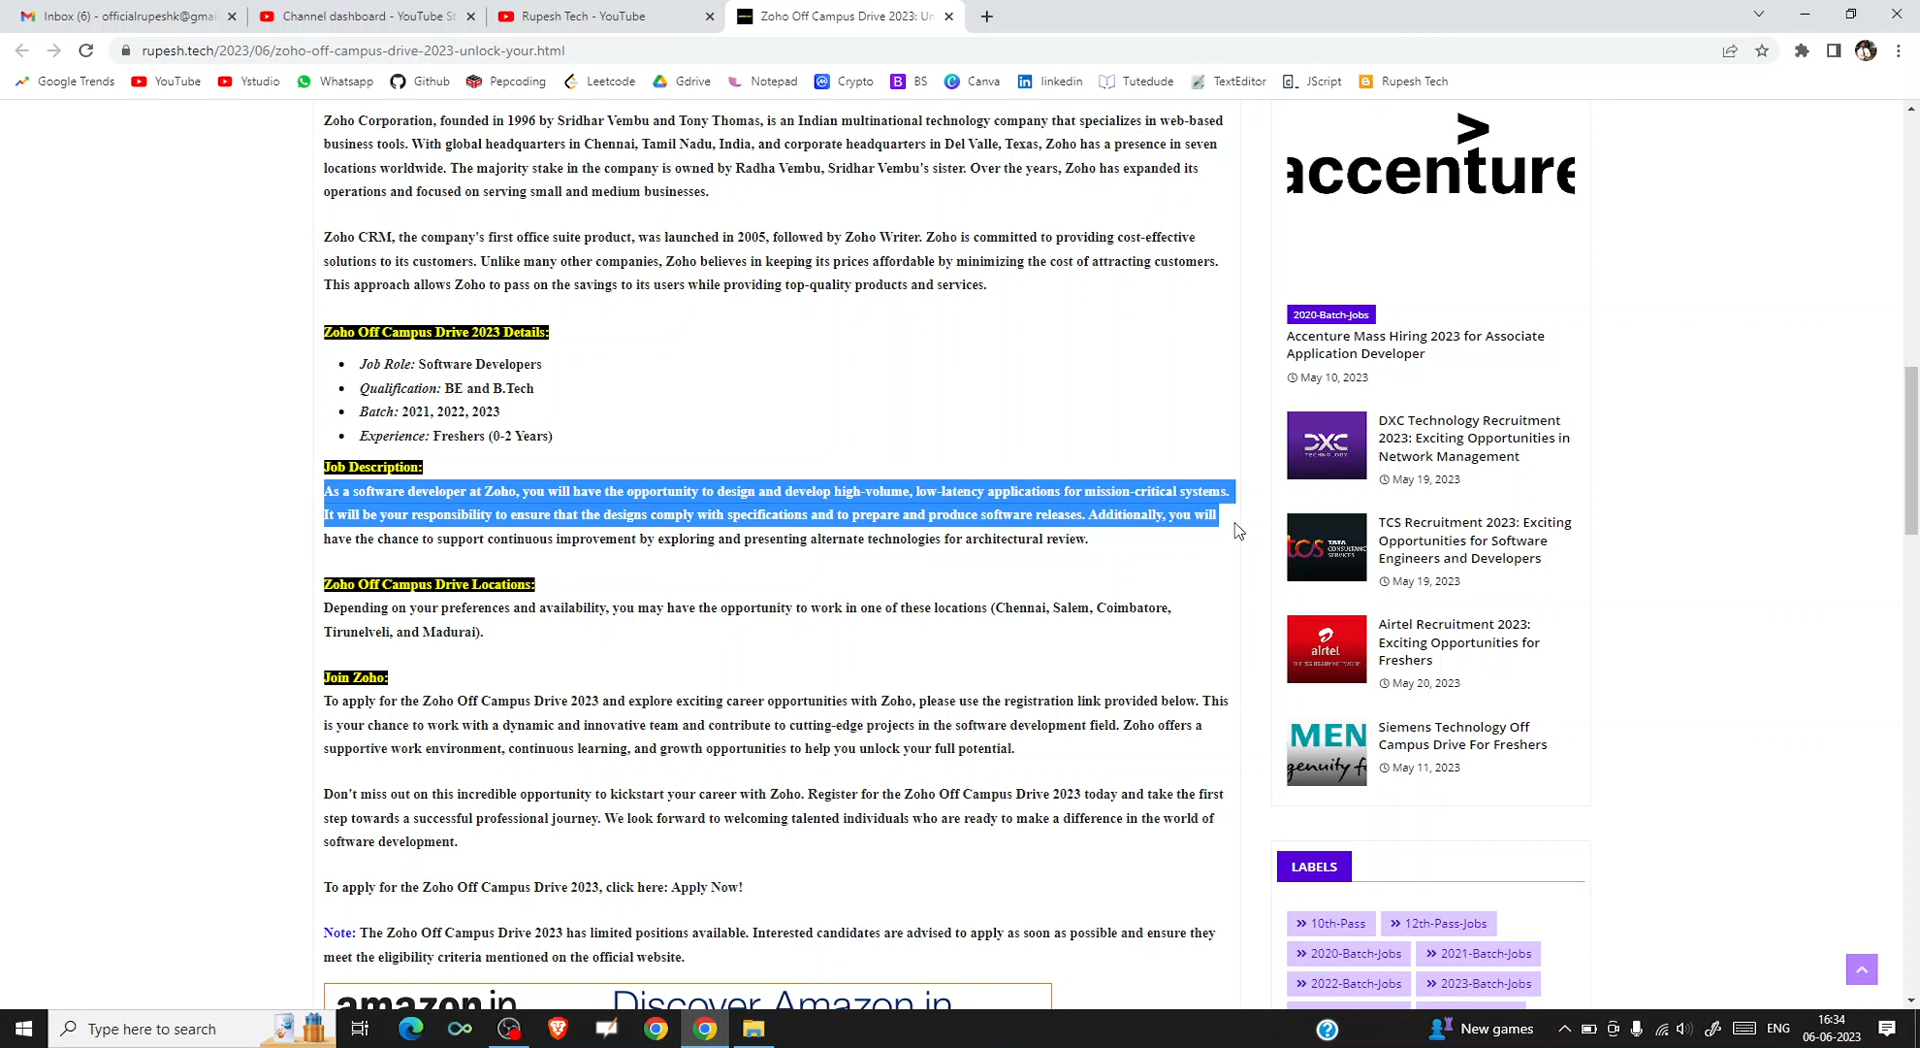 Inbox (6) - officialrupeshk@gmai
Channel dashboard - YouTube St
Rupesh Tech - YouTube
Zoho Off Campus Drive 2023: Un
rupesh.tech/2023/06/zoho-off-campus-drive-2023-unlock-your.html
Google Trends YouTube Ystudio Whatsapp Github Pepcoding Leetcode Gdrive Notepad Crypto BS Canva linkedin Tutedude TextEditor JScript Rupesh Tech
Zoho Corporation, founded in 1996 by Sridhar Vembu and Tony Thomas, is an Indian multinational technology company that specializes in web-based
business tools. With global headquarters in Chennai, Tamil Nadu, India, and corporate headquarters in Del Valle, Texas, Zoho has a presence in seven
locations worldwide. The majority stake in the company is owned by Radha Vembu, Sridhar Vembu's sister. Over the years, Zoho has expanded its
operations and focused on serving small and medium businesses.
Zoho CRM, the company's first office suite product, was launched in 2005, followed by Zoho Writer. Zoho is committed to providing cost-effective
solutions to its customers. Unlike many other companies, Zoho believes in keeping its prices affordable by minimizing the cost of attracting customers.
This approach allows Zoho to pass on the savings to its users while providing top-quality products and services.
Zoho Off Campus Drive 2023 Details:
• Job Role: Software Developers
• Qualification: BE and B.Tech
• Batch: 2021, 2022, 2023
• Experience: Freshers (0-2 Years)
Job Description:
As a software developer at Zoho, you will have the opportunity to design and develop high-volume, low-latency applications for mission-critical systems.
It will be your responsibility to ensure that the designs comply with specifications and to prepare and produce software releases. Additionally, you will
have the chance to support continuous improvement by exploring and presenting alternate technologies for architectural review.
Zoho Off Campus Drive Locations:
Depending on your preferences and availability, you may have the opportunity to work in one of these locations (Chennai, Salem, Coimbatore,
Tirunelveli, and Madurai).
Join Zoho:
To apply for the Zoho Off Campus Drive 2023 and explore exciting career opportunities with Zoho, please use the registration link provided below. This
is your chance to work with a dynamic and innovative team and contribute to cutting-edge projects in the software development field. Zoho offers a
supportive work environment, continuous learning, and growth opportunities to help you unlock your full potential.
Don't miss out on this incredible opportunity to kickstart your career with Zoho. Register for the Zoho Off Campus Drive 2023 today and take the first
step towards a successful professional journey. We look forward to welcoming talented individuals who are ready to make a difference in the world of
software development.
To apply for the Zoho Off Campus Drive 2023, click here: Apply Now!
Note: The Zoho Off Campus Drive 2023 has limited positions available. Interested candidates are advised to apply as soon as possible and ensure they
meet the eligibility criteria mentioned on the official website.
amazon.in Discover Amazon.in
accenture
2020-Batch-Jobs
Accenture Mass Hiring 2023 for Associate
Application Developer
May 10, 2023
DXC
TECHNOLOGY
DXC Technology Recruitment
2023: Exciting Opportunities in
Network Management
May 19, 2023
tcs TATA
TCS Recruitment 2023: Exciting
Opportunities for Software
Engineers and Developers
May 19, 2023
airtel
Airtel Recruitment 2023:
Exciting Opportunities for
Freshers
May 20, 2023
MEN
genuity fo
Siemens Technology Off
Campus Drive For Freshers
May 11, 2023
LABELS
10th-Pass 12th-Pass-Jobs
2020-Batch-Jobs 2021-Batch-Jobs
2022-Batch-Jobs 2023-Batch-Jobs
Type here to search
New games
ENG
16:34
06-06-2023